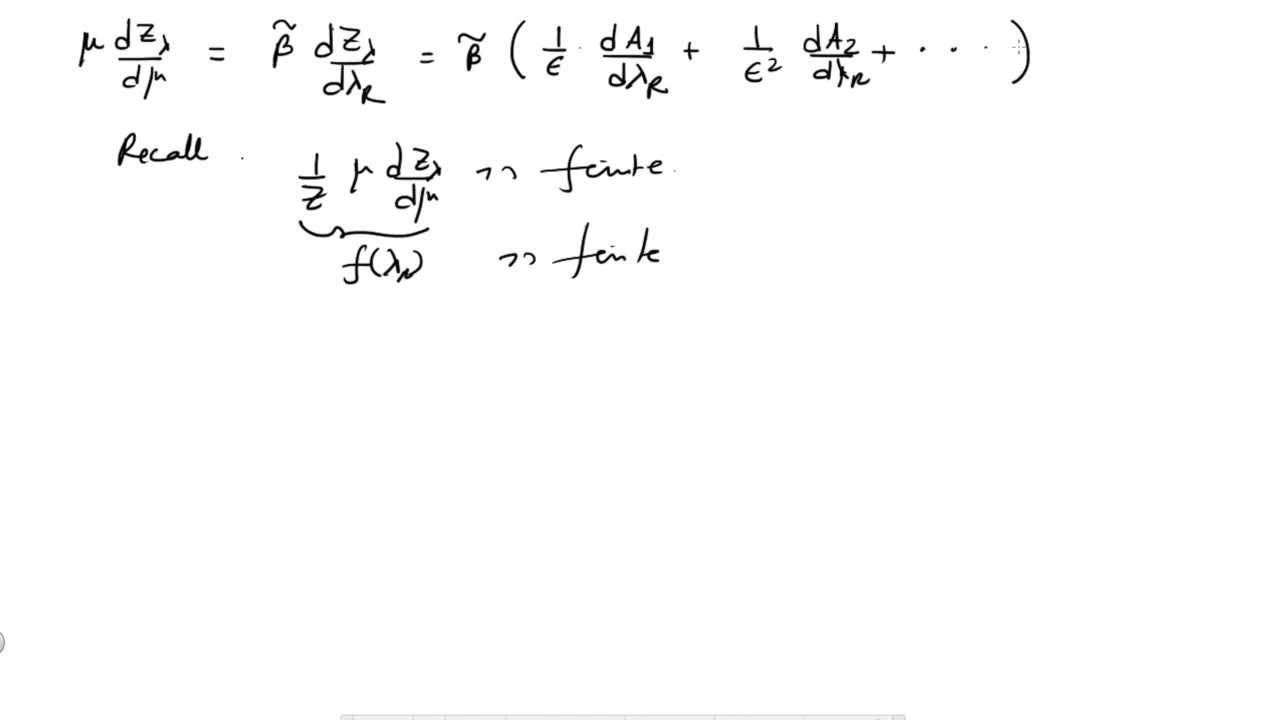 μ dZ_λ/dμ = β̃ dZ_λ/dλ_R = β̃ ( 1/ε · dA_1/dλ_R + 1/ε² dA_2/dλ_R + · · · )
Recall . 1/Z μ dZ_λ/dμ ›› finite.
f(λ_R) ›› finite